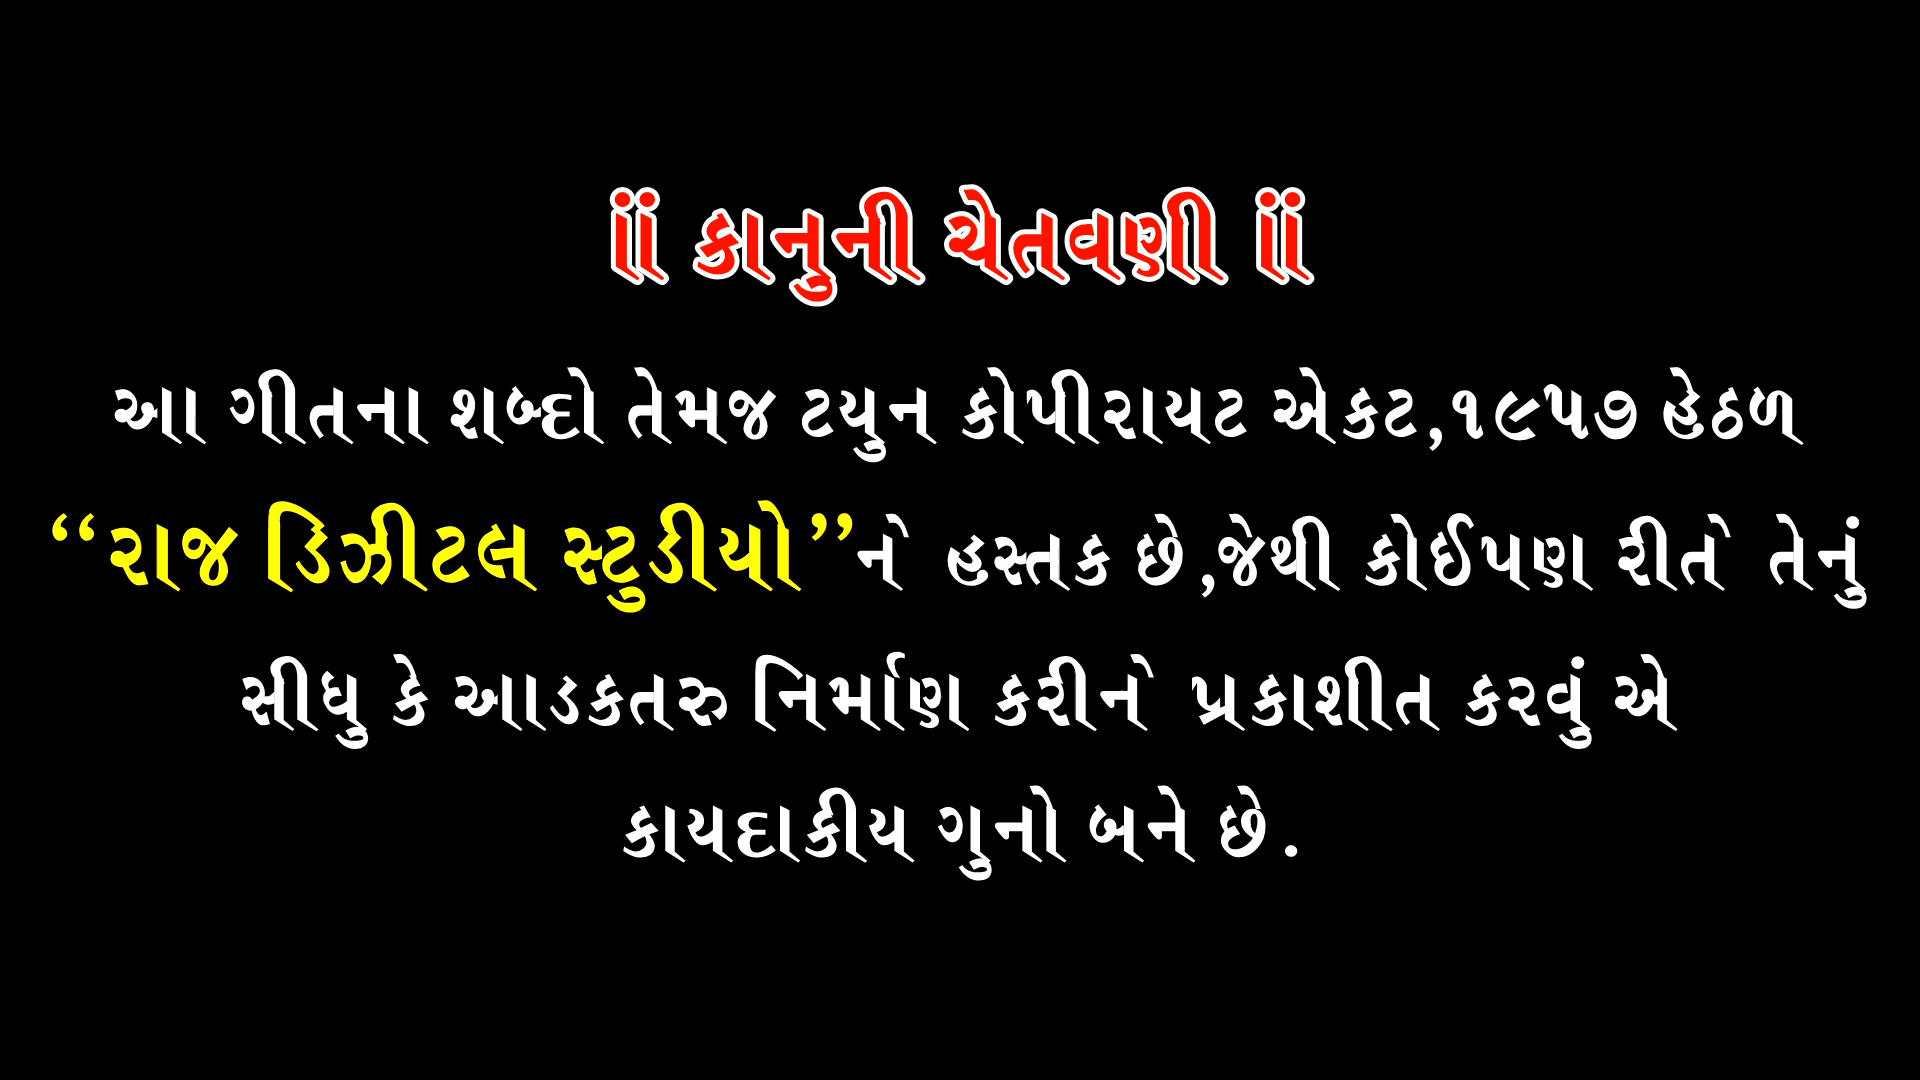 અં કાનુની ચેતવણી અં
આ ગીતના શબ્દો તેમજ ટયુન કોપીરાયટ એકટ,૧૯૫૭ હેઠળ
‘‘રાજ ડિઝીટલ સ્ટુડીયો’’ને હસ્તક છે,જેથી કોઈપણ રીતે તેનું
સીધુ કે આડકતરુ નિર્માણ કરીને પ્રકાશીત કરવું એ
કાયદાકીય ગુનો બને છે.